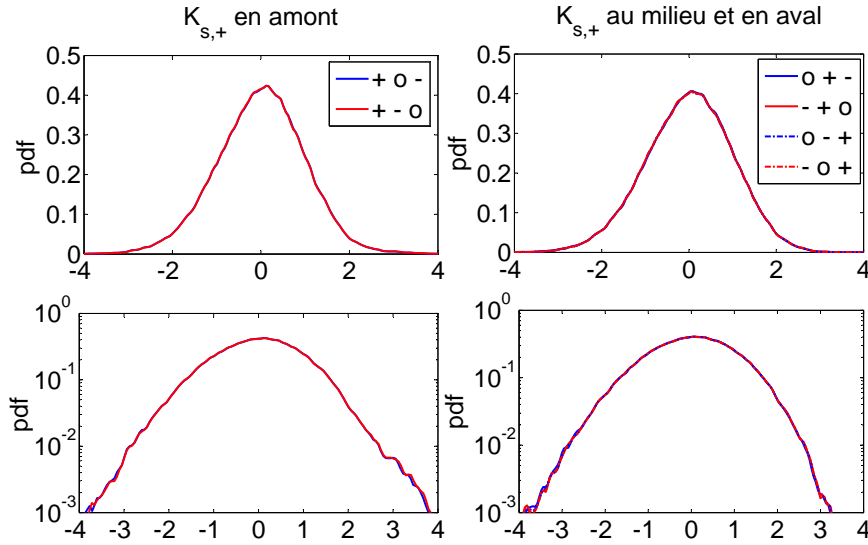 K_{s,+} en amont
K_{s,+} au milieu et en aval
0.5
0.4
0.3
0.2
0.1
0
pdf
-4 -2 0 2 4
+ o -
+ - o
0.5
0.4
0.3
0.2
0.1
0
pdf
-4 -2 0 2 4
o + -
- + o
o - +
- o +
10^0
10^{-1}
10^{-2}
10^{-3}
pdf
-4 -3 -2 -1 0 1 2 3 4
10^0
10^{-1}
10^{-2}
10^{-3}
pdf
-4 -3 -2 -1 0 1 2 3 4